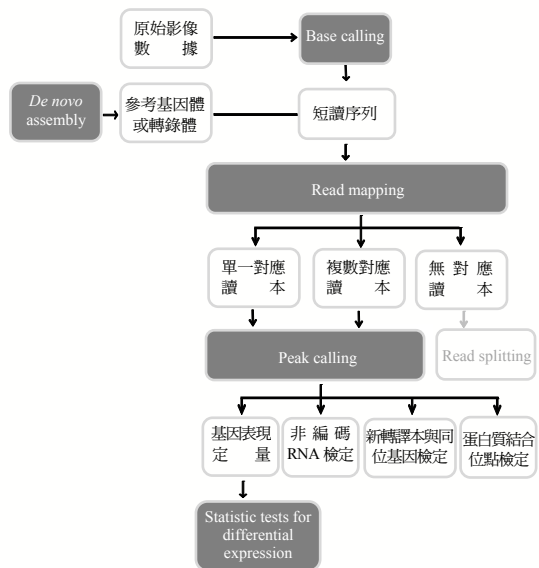 原始影像
數據
Base calling
De novo
assembly
參考基因體
或轉錄體
短讀序列
Read mapping
單一對應
讀本
複數對應
讀本
無對應
讀本
Peak calling
Read splitting
基因表現
定量
非編碼
RNA 檢定
新轉譯本與同
位基因檢定
蛋白質結合
位點檢定
Statistic tests for
differential
expression